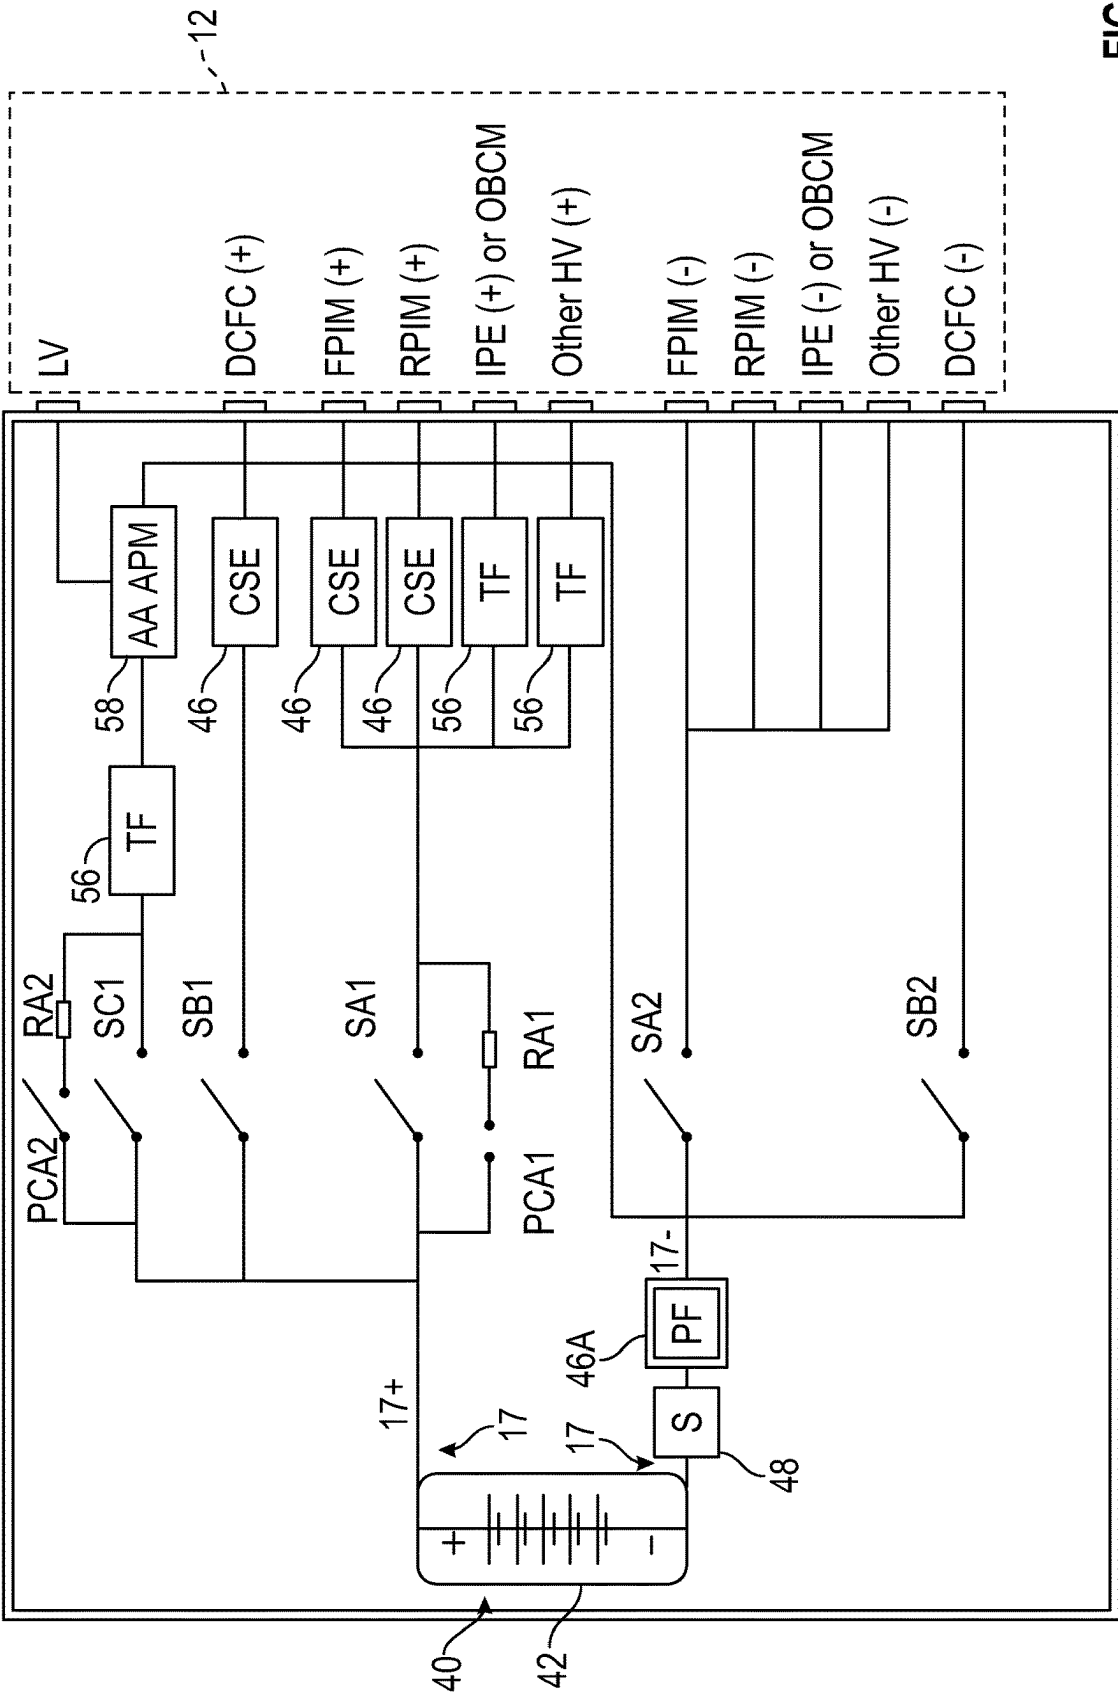 12
LV
DCFC (+)
FPIM (+)
RPIM (+)
IPE (+) or OBCM
Other HV (+)
FPIM (-)
RPIM (-)
IPE (-) or OBCM
Other HV (-)
DCFC (-)
AA APM
58
CSE
46
CSE
46
CSE
46
TF
56
TF
56
TF
56
RA2
PCA2
SC1
SB1
SA1
RA1
PCA1
SA2
SB2
17+
17
17
17-
PF
46A
S
48
+
-
40
42
FIG